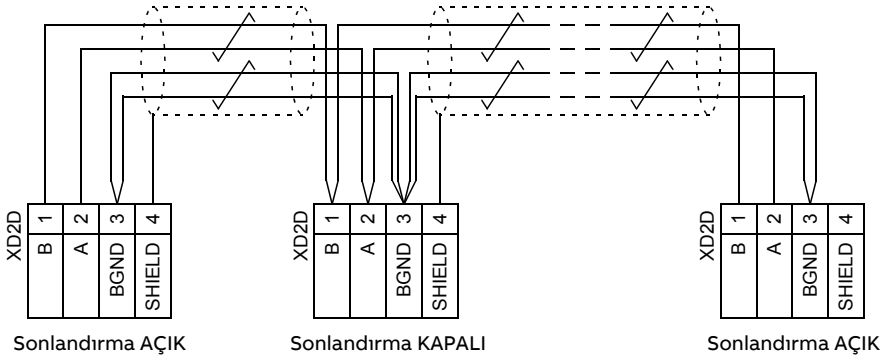 XD2D
1 2 3 4
B A BGND SHIELD
Sonlandırma AÇIK
XD2D
1 2 3 4
B A BGND SHIELD
Sonlandırma KAPALI
XD2D
1 2 3 4
B A BGND SHIELD
Sonlandırma AÇIK